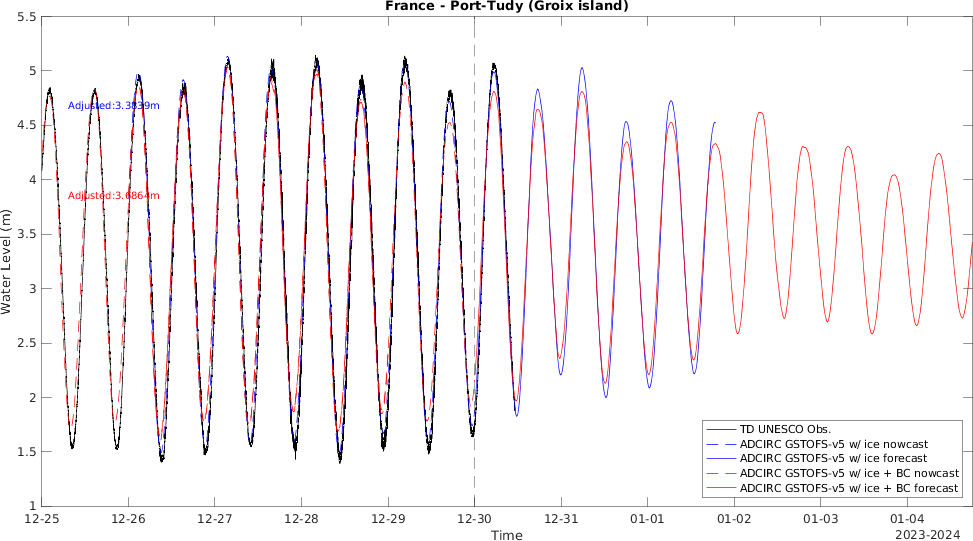 France - Port-Tudy (Groix island)
5.5
5
4.5
4
3.5
3
2.5
2
1.5
1
Water Level (m)
Adjusted:3.3839m
Adjusted:3.6864m
TD UNESCO Obs.
ADCIRC GSTOFS-v5 w/ ice nowcast
ADCIRC GSTOFS-v5 w/ ice forecast
ADCIRC GSTOFS-v5 w/ ice + BC nowcast
ADCIRC GSTOFS-v5 w/ ice + BC forecast
12-25 12-26 12-27 12-28 12-29 12-30 12-31 01-01 01-02 01-03 01-04
Time
2023-2024